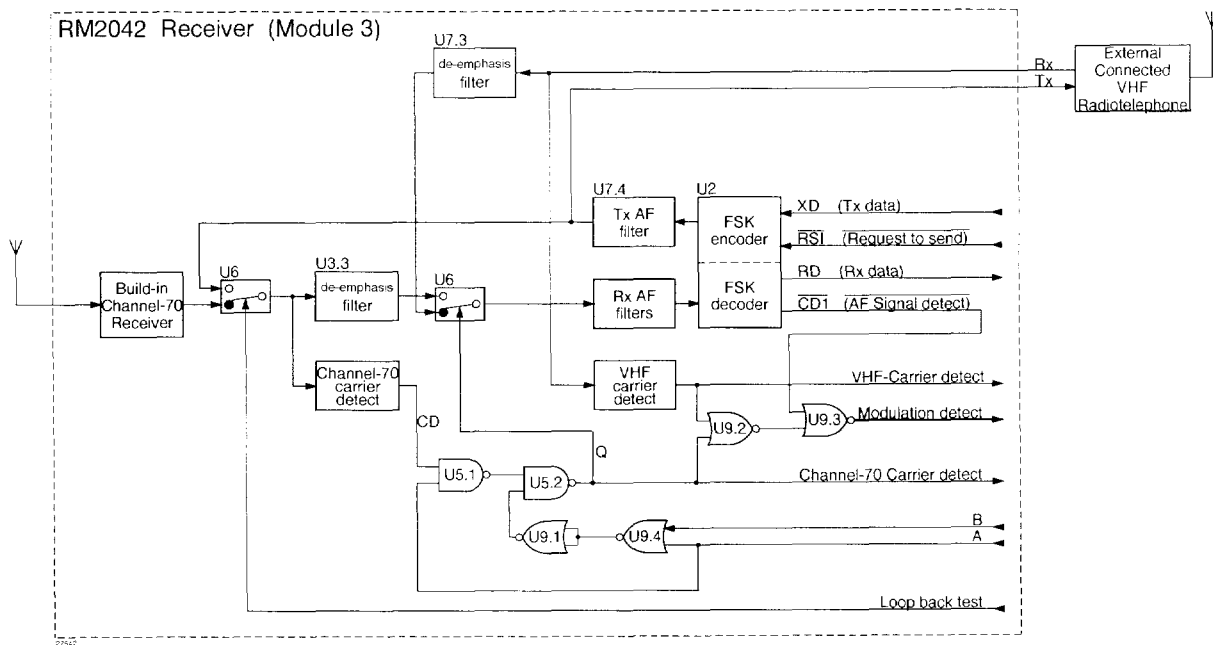 RM2042 Receiver (Module 3)
U7.3
de-emphasis
filter
Rx
Tx
External
Connected
VHF
Radiotelephone
U7.4
Tx AF
filter
U2
FSK
encoder
XD (Tx data)
RSI (Request to send)
FSK
decoder
RD (Rx data)
CD1 (AF Signal detect)
Build-in
Channel-70
Receiver
U6
U3.3
de-emphasis
filter
U6
Rx AF
filters
Channel-70
carrier
detect
VHF
carrier
detect
VHF-Carrier detect
CD
U9.2
U9.3
Modulation detect
U5.1
U5.2
Q
Channel-70 Carrier detect
U9.1
U9.4
B
A
Loop back test
27542